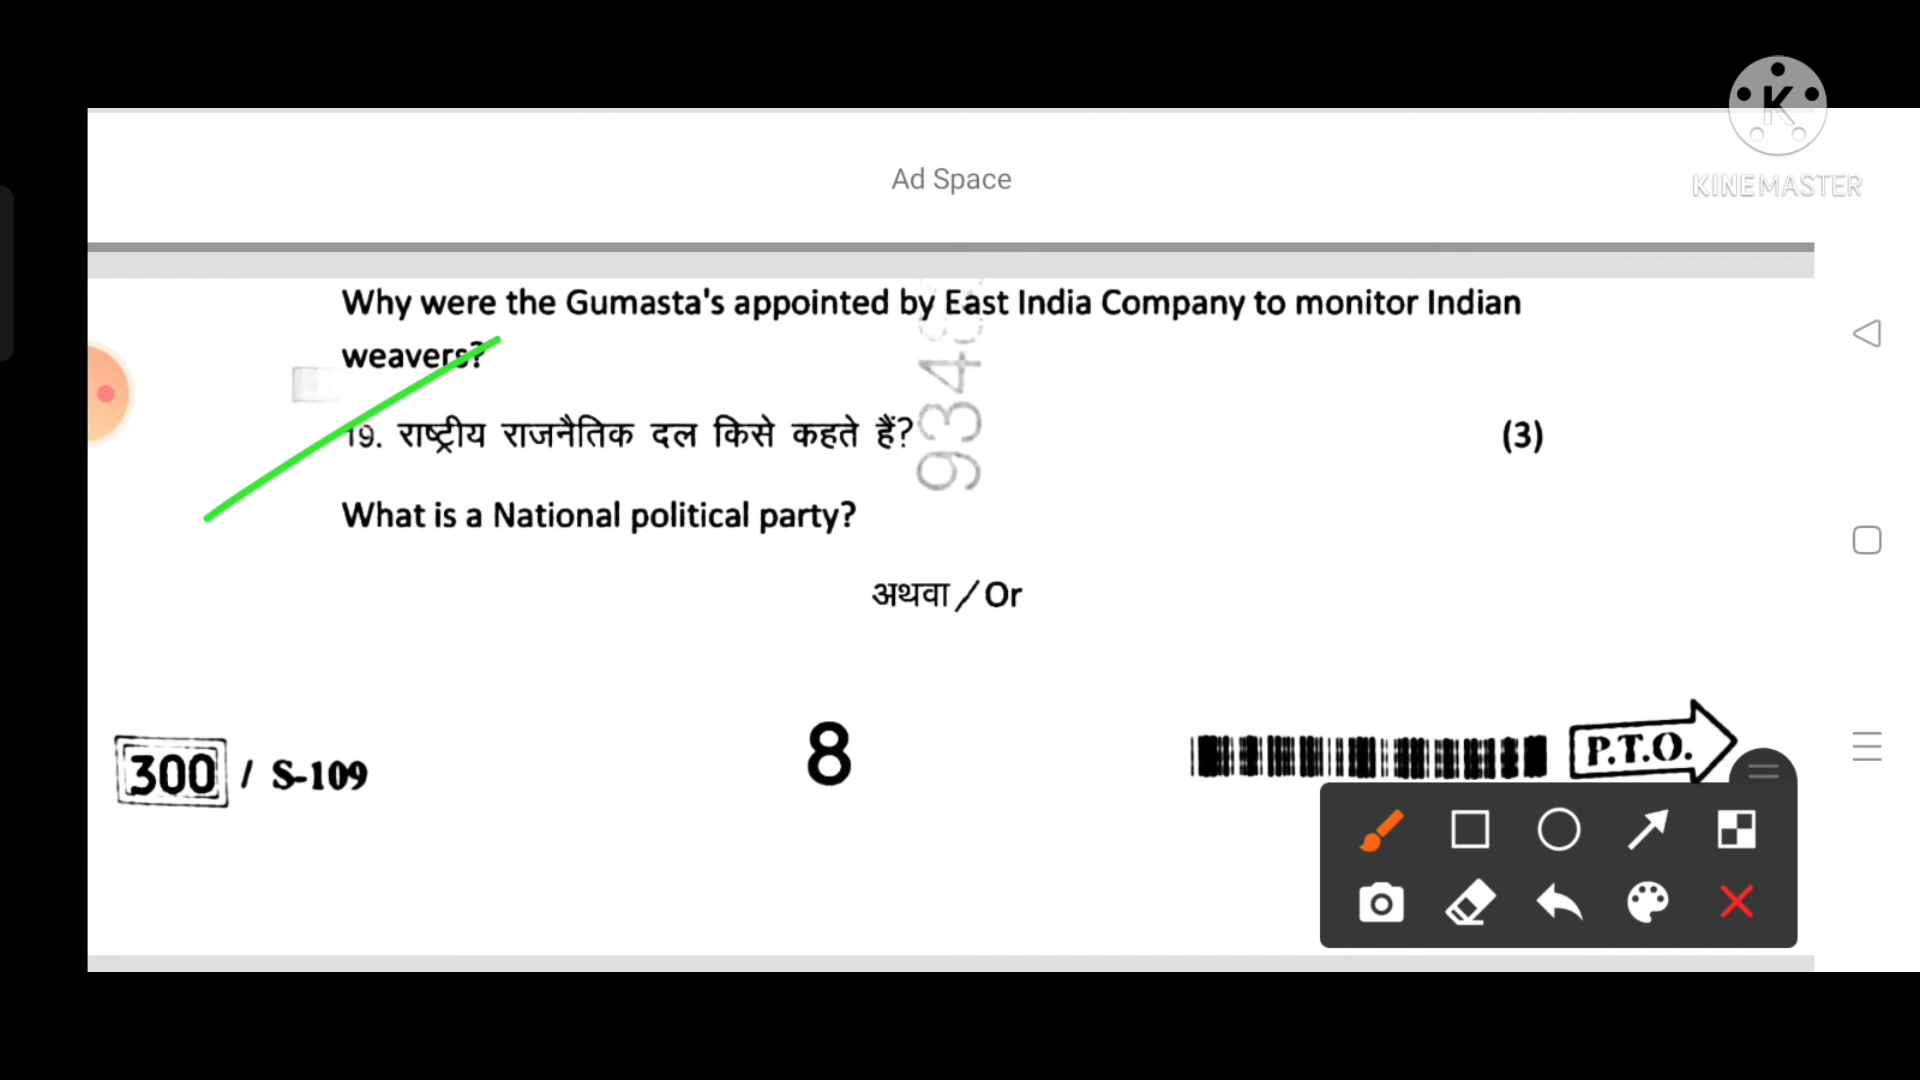 K
KINEMASTER
Ad Space
Why were the Gumasta's appointed by East India Company to monitor Indian
weavers?
19. राष्ट्रीय राजनैतिक दल किसे कहते हैं? (3)
What is a National political party?
अथवा / Or
300 / S-109 8 P.T.O.